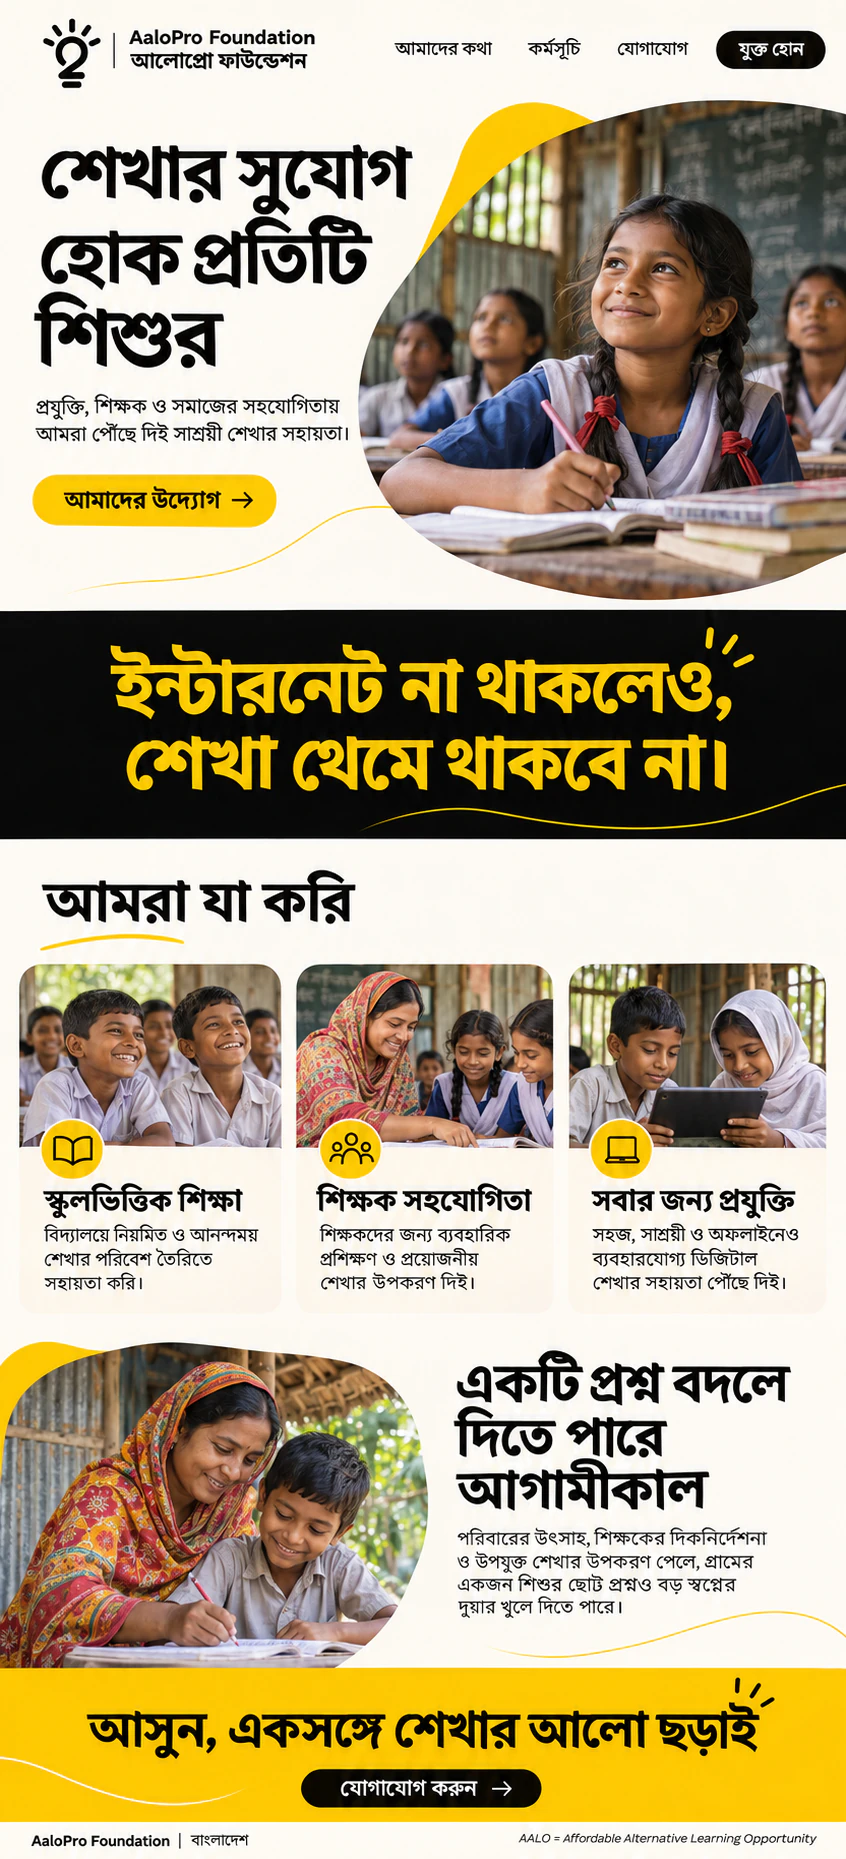 AaloPro Foundation
আলোপ্রো ফাউন্ডেশন
আমাদের কথা
কর্মসূচি
যোগাযোগ
যুক্ত হোন
শেখার সুযোগ
হোক প্রতিটি
শিশুর
প্রযুক্তি, শিক্ষক ও সমাজের সহযোগিতায়
আমরা পৌঁছে দিই সাশ্রয়ী শেখার সহায়তা।
আমাদের উদ্যোগ →
ইন্টারনেট না থাকলেও,
শেখা থেমে থাকবে না।
আমরা যা করি
স্কুলভিত্তিক শিক্ষা
বিদ্যালয়ে নিয়মিত ও আনন্দময়
শেখার পরিবেশ তৈরিতে
সহায়তা করি।
শিক্ষক সহযোগিতা
শিক্ষকদের জন্য ব্যবহারিক
প্রশিক্ষণ ও প্রয়োজনীয়
শেখার উপকরণ দিই।
সবার জন্য প্রযুক্তি
সহজ, সাশ্রয়ী ও অফলাইনেও
ব্যবহারযোগ্য ডিজিটাল
শেখার সহায়তা পৌঁছে দিই।
একটি প্রশ্ন বদলে
দিতে পারে
আগামীকাল
পরিবারের উৎসাহ, শিক্ষকের দিকনির্দেশনা
ও উপযুক্ত শেখার উপকরণ পেলে, গ্রামের
একজন শিশুর ছোট্ট প্রশ্নও বড় স্বপ্নের
দুয়ার খুলে দিতে পারে।
আসুন, একসঙ্গে শেখার আলো ছড়াই
যোগাযোগ করুন →
AaloPro Foundation | বাংলাদেশ
AALO = Affordable Alternative Learning Opportunity